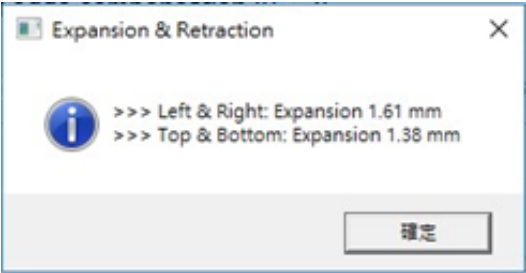 Expansion & Retraction
>>> Left & Right: Expansion 1.61 mm
>>> Top & Bottom: Expansion 1.38 mm
確定